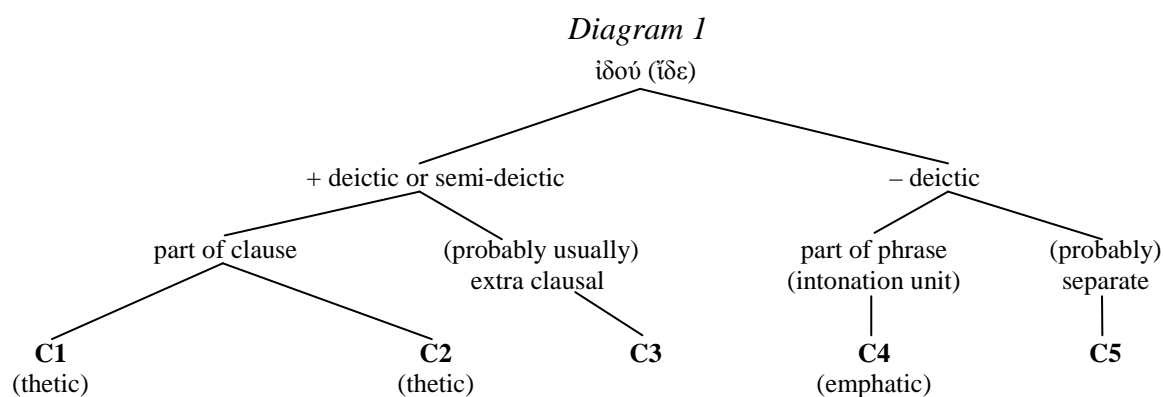 Diagram 1
ἰδού (ἴδε)
+ deictic or semi-deictic – deictic
part of clause (probably usually) part of phrase (probably)
extra clausal (intonation unit) separate
C1 C2 C3 C4 C5
(thetic) (thetic) (emphatic)